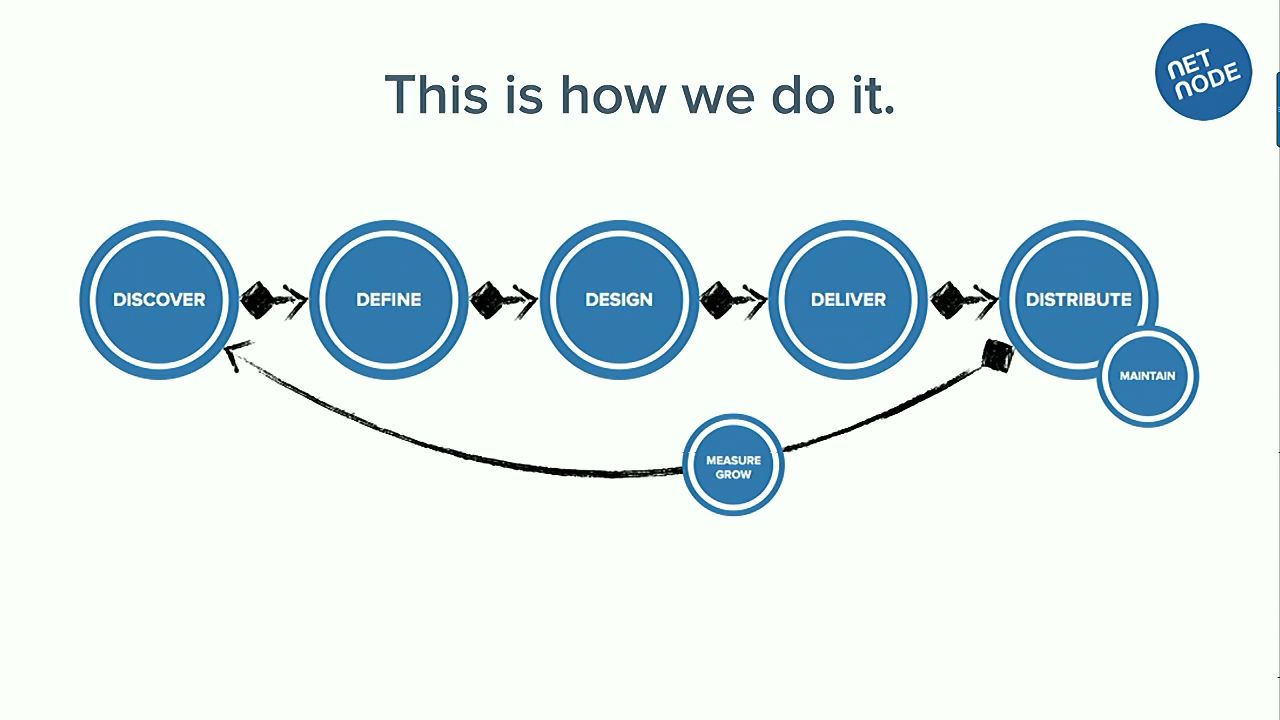 NET
NODE
This is how we do it.
DISCOVER
DEFINE
DESIGN
DELIVER
DISTRIBUTE
MAINTAIN
MEASURE
GROW